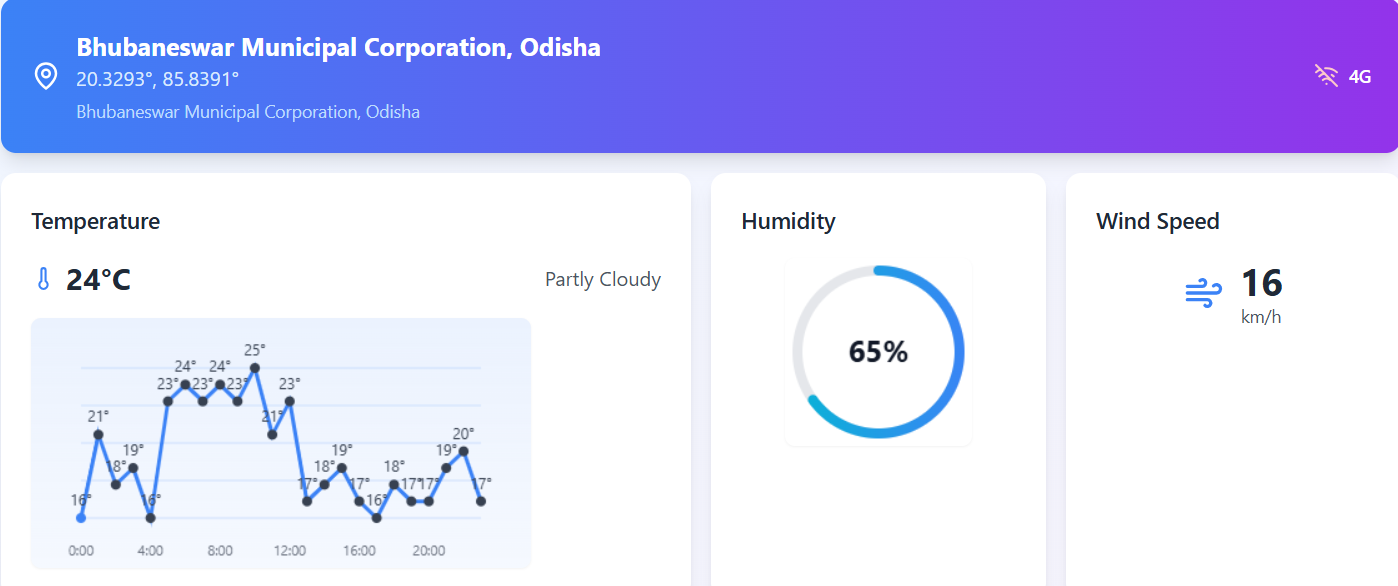 Bhubaneswar Municipal Corporation, Odisha
20.3293°, 85.8391°
Bhubaneswar Municipal Corporation, Odisha
4G
Temperature
24°C
Partly Cloudy
16° 21° 18° 19° 16° 23° 24° 23° 24° 23° 25° 21° 23° 17° 18° 19° 17° 16° 18° 17° 17° 19° 20° 17°
0:00 4:00 8:00 12:00 16:00 20:00
Humidity
65%
Wind Speed
16
km/h